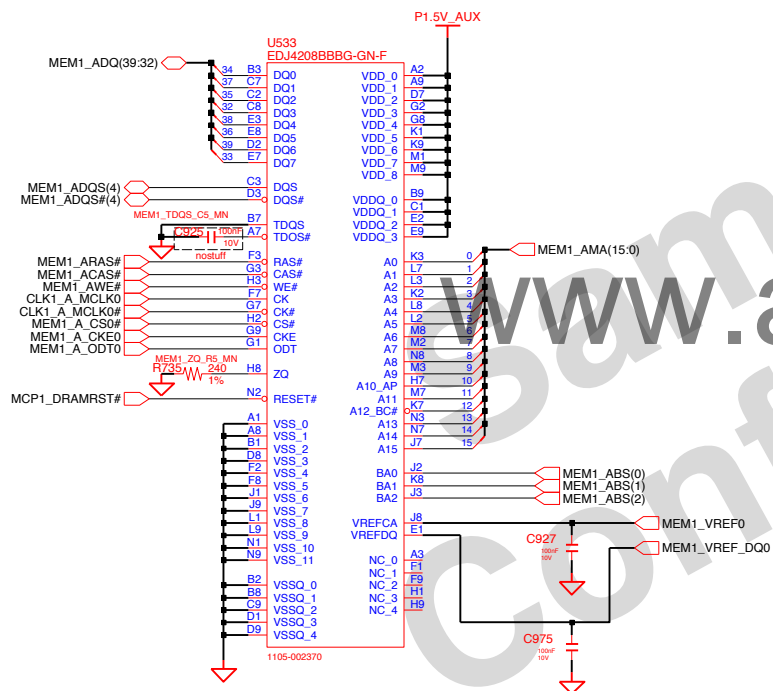 P1.5V_AUX
U533
EDJ4208BBBG-GN-F
MEM1_ADQ(39:32)
34 B3 DQ0 VDD_0 A2
37 C7 DQ1 VDD_1 A9
35 C2 DQ2 VDD_2 D7
32 C8 DQ3 VDD_3 G2
38 E3 DQ4 VDD_4 G8
36 E8 DQ5 VDD_5 K1
39 D2 DQ6 VDD_6 K9
33 E7 DQ7 VDD_7 M1
VDD_8 M9
MEM1_ADQS(4) C3 DQS VDDQ_0 B9
MEM1_ADQS#(4) D3 DQS# VDDQ_1 C1
MEM1_TDQS_C5_MN
B7 TDQS VDDQ_2 E2
C925 100nF A7 TDOS# VDDQ_3 E9
10V
nostuff
MEM1_AMA(15:0)
MEM1_ARAS# F3 RAS# A0 K3 0
MEM1_ACAS# G3 CAS# A1 L7 1
MEM1_AWE# H3 WE# A2 L3 2
CLK1_A_MCLK0 F7 CK A3 K2 3
CLK1_A_MCLK0# G7 CK# A4 L8 4
MEM1_A_CS0# H2 CS# A5 L2 5
MEM1_A_CKE0 G9 CKE A6 M8 6
MEM1_A_ODT0 G1 ODT A7 M2 7
A8 N8 8
MEM1_ZQ_R5_MN
R735 240 H8 ZQ A9 M3 9
1%
A10_AP H7 10
A11 M7 11
MCP1_DRAMRST# N2 RESET# A12_BC# K7 12
A13 N3 13
A14 N7 14
A15 J7 15
A1 VSS_0
A8 VSS_1
B1 VSS_2
D8 VSS_3
F2 VSS_4 BA0 J2 MEM1_ABS(0)
F8 VSS_5 BA1 K8 MEM1_ABS(1)
J1 VSS_6 BA2 J3 MEM1_ABS(2)
J9 VSS_7
L1 VSS_8 VREFCA J8 MEM1_VREF0
L9 VSS_9 VREFDQ E1
N1 VSS_10
N9 VSS_11
C927
100nF
10V
MEM1_VREF_DQ0
NC_0 A3
NC_1 F1
B2 VSSQ_0 NC_2 F9
B8 VSSQ_1 NC_3 H1
C9 VSSQ_2 NC_4 H9
D1 VSSQ_3
D9 VSSQ_4
C975
100nF
10V
1105-002370
www.a
Sam
Conf